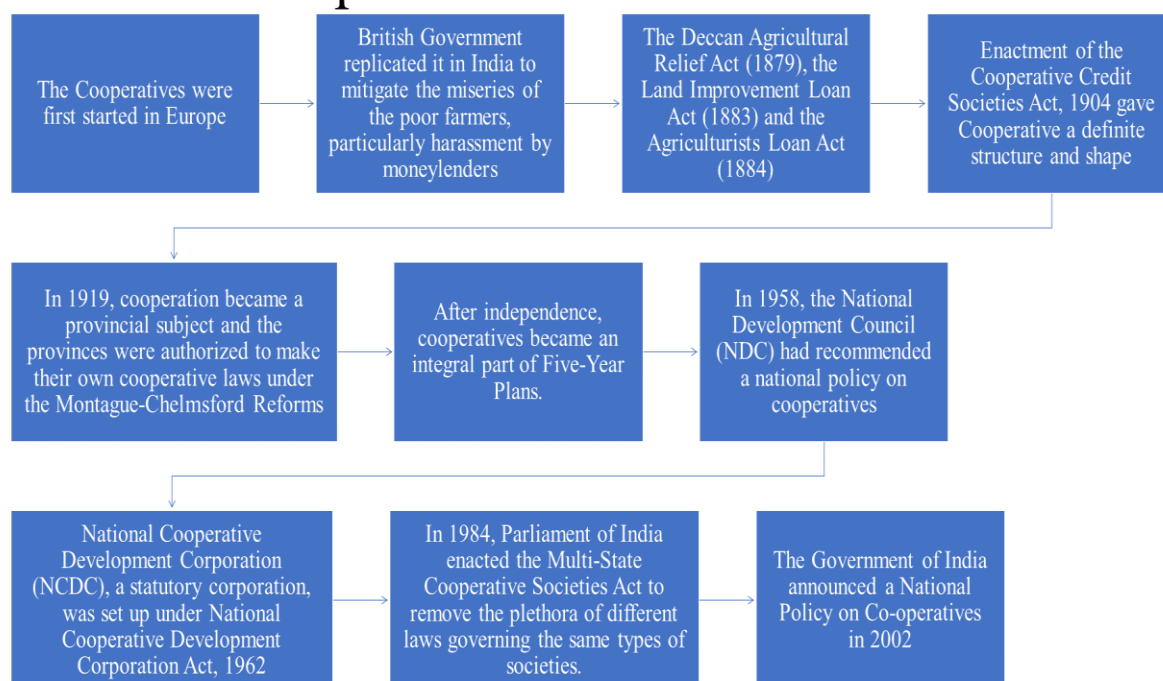 The Cooperatives were
first started in Europe
British Government
replicated it in India to
mitigate the miseries of
the poor farmers,
particularly harassment by
moneylenders
The Deccan Agricultural
Relief Act (1879), the
Land Improvement Loan
Act (1883) and the
Agriculturists Loan Act
(1884)
Enactment of the
Cooperative Credit
Societies Act, 1904 gave
Cooperative a definite
structure and shape
In 1919, cooperation became a
provincial subject and the
provinces were authorized to make
their own cooperative laws under
the Montague-Chelmsford Reforms
After independence,
cooperatives became an
integral part of Five-Year
Plans.
In 1958, the National
Development Council
(NDC) had recommended
a national policy on
cooperatives
National Cooperative
Development Corporation
(NCDC), a statutory corporation,
was set up under National
Cooperative Development
Corporation Act, 1962
In 1984, Parliament of India
enacted the Multi-State
Cooperative Societies Act to
remove the plethora of different
laws governing the same types of
societies.
The Government of India
announced a National
Policy on Co-operatives
in 2002